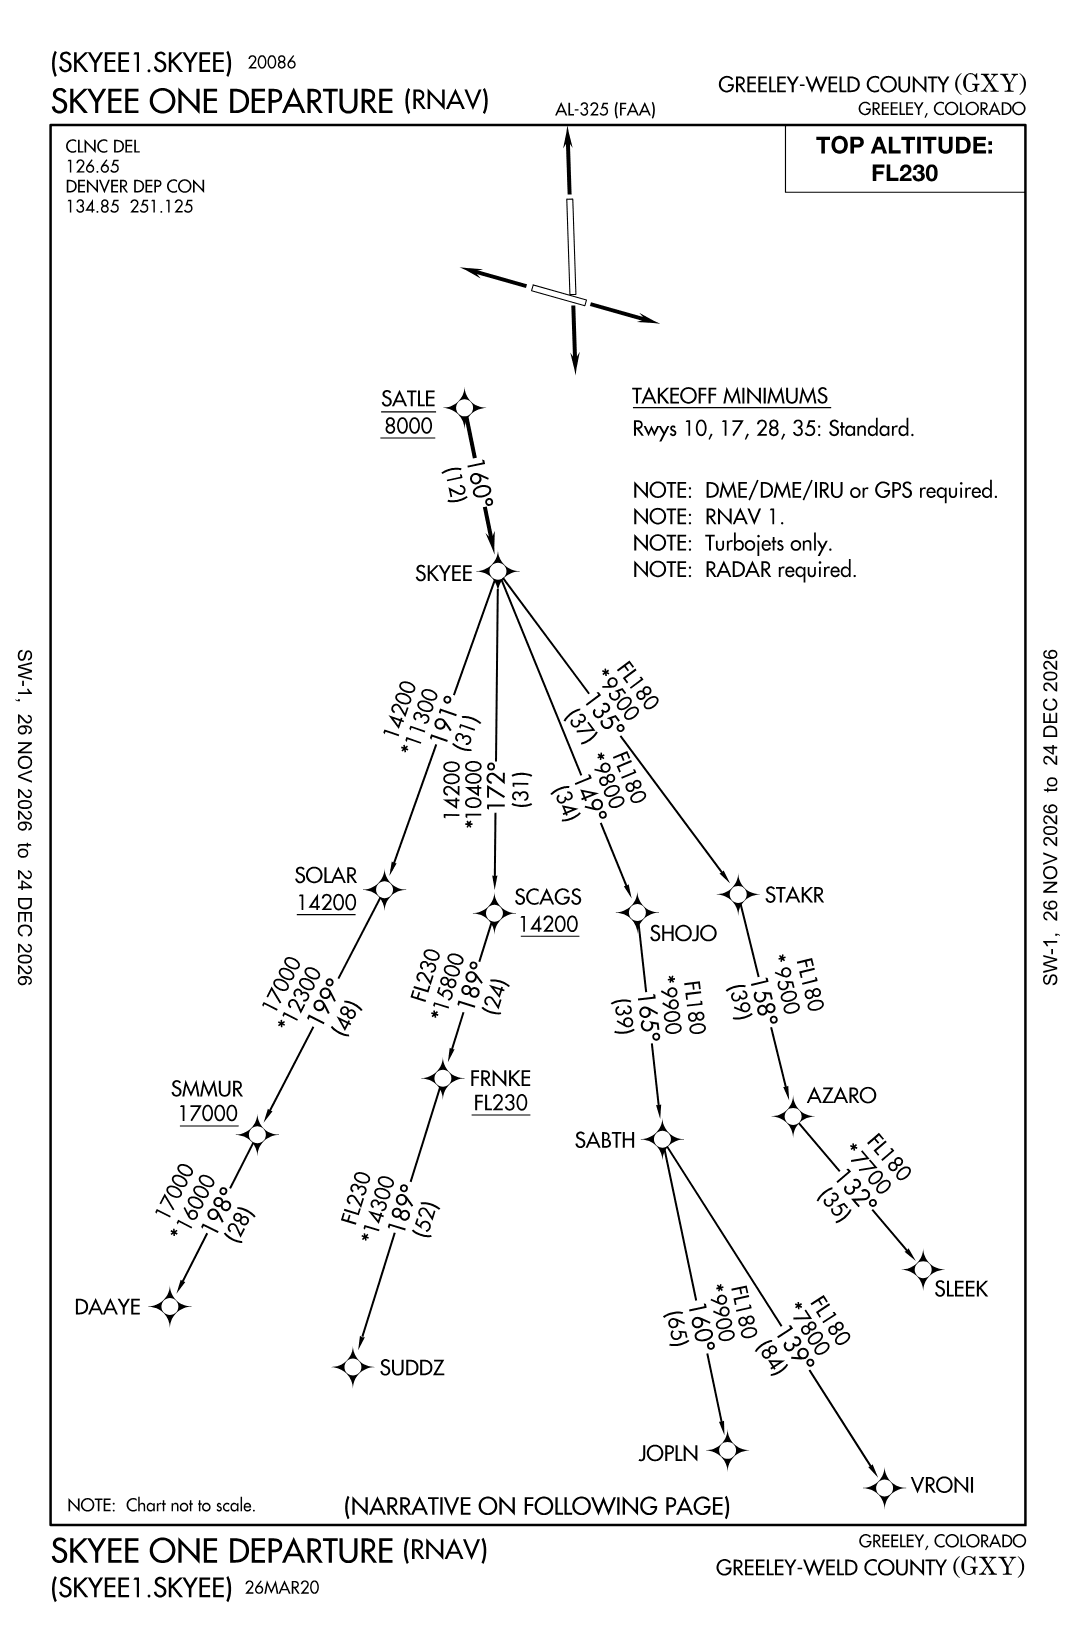 (SKYEE1.SKYEE) 20086
SKYEE ONE DEPARTURE (RNAV)
AL-325 (FAA)
GREELEY-WELD COUNTY (GXY)
GREELEY, COLORADO
CLNC DEL
126.65
DENVER DEP CON
134.85 251.125
TOP ALTITUDE:
FL230
SATLE
8000
160°
(12)
TAKEOFF MINIMUMS
Rwys 10, 17, 28, 35: Standard.
NOTE: DME/DME/IRU or GPS required.
NOTE: RNAV 1.
NOTE: Turbojets only.
NOTE: RADAR required.
SKYEE
14200
*11300
191°
(31)
14200
*10400
172°
(31)
FL180
*9800
149°
(34)
FL180
*9500
135°
(37)
SOLAR
14200
SCAGS
14200
SHOJO
STAKR
17000
*12300
199°
(48)
FL230
*15800
189°
(24)
FL180
*9900
165°
(39)
FL180
*9500
158°
(39)
SMMUR
17000
FRNKE
FL230
SABTH
AZARO
17000
*16000
198°
(28)
FL230
*14300
189°
(52)
FL180
*9900
160°
(65)
FL180
*7800
139°
(84)
FL180
*7700
132°
(35)
DAAYE
SUDDZ
JOPLN
VRONI
SLEEK
NOTE: Chart not to scale.
(NARRATIVE ON FOLLOWING PAGE)
SKYEE ONE DEPARTURE (RNAV)
(SKYEE1.SKYEE) 26MAR20
GREELEY, COLORADO
GREELEY-WELD COUNTY (GXY)
SW-1, 26 NOV 2026 to 24 DEC 2026
SW-1, 26 NOV 2026 to 24 DEC 2026